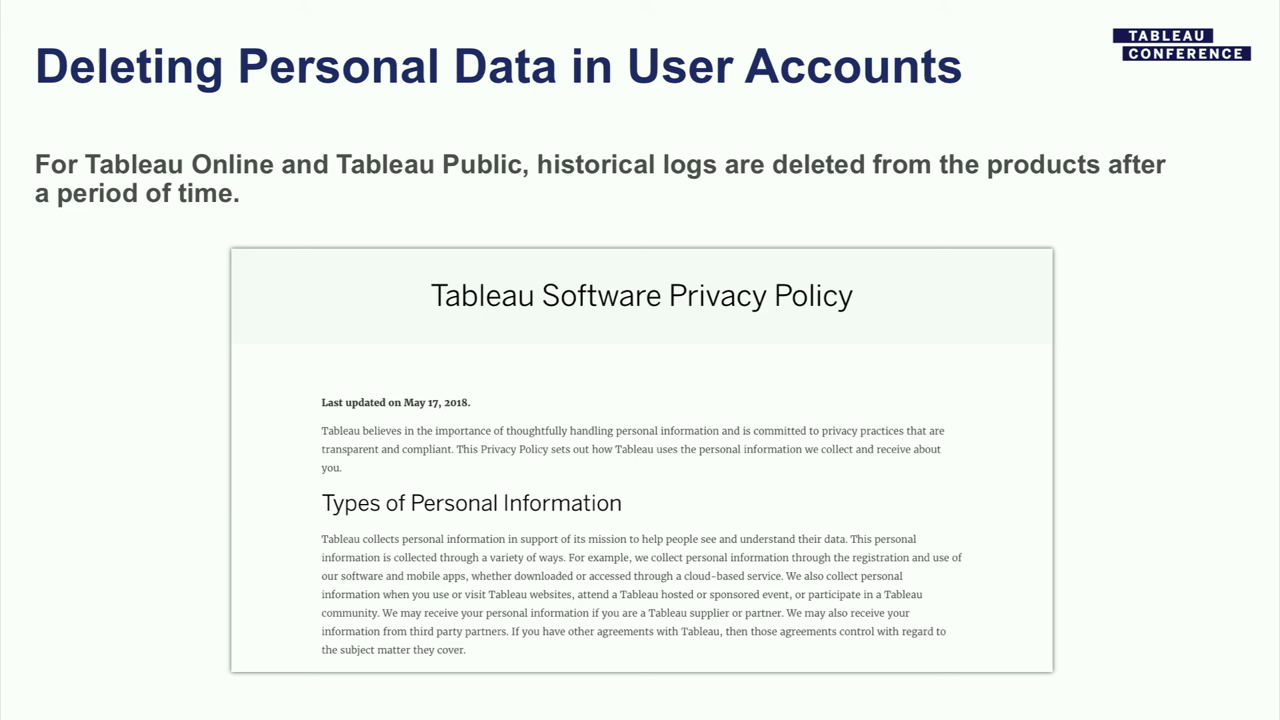 TABLEAU
CONFERENCE
Deleting Personal Data in User Accounts
For Tableau Online and Tableau Public, historical logs are deleted from the products after
a period of time.
Tableau Software Privacy Policy
Last updated on May 17, 2018.
Tableau believes in the importance of thoughtfully handling personal information and is committed to privacy practices that are
transparent and compliant. This Privacy Policy sets out how Tableau uses the personal information we collect and receive about
you.
Types of Personal Information
Tableau collects personal information in support of its mission to help people see and understand their data. This personal
information is collected through a variety of ways. For example, we collect personal information through the registration and use of
our software and mobile apps, whether downloaded or accessed through a cloud-based service. We also collect personal
information when you use or visit Tableau websites, attend a Tableau hosted or sponsored event, or participate in a Tableau
community. We may receive your personal information if you are a Tableau supplier or partner. We may also receive your
information from third party partners. If you have other agreements with Tableau, then those agreements control with regard to
the subject matter they cover.